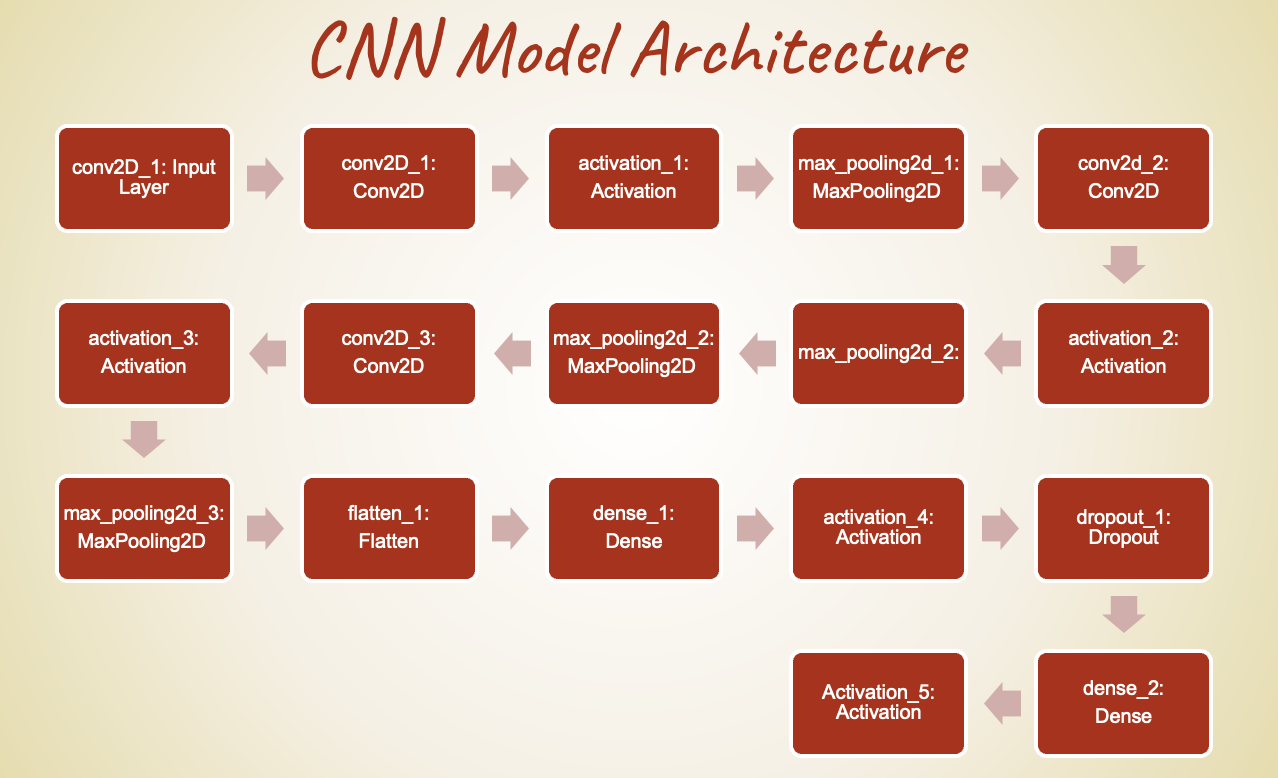 CNN Model Architecture
conv2D_1: Input
Layer
conv2D_1:
Conv2D
activation_1:
Activation
max_pooling2d_1:
MaxPooling2D
conv2d_2:
Conv2D
activation_2:
Activation
max_pooling2d_2:
max_pooling2d_2:
MaxPooling2D
conv2D_3:
Conv2D
activation_3:
Activation
max_pooling2d_3:
MaxPooling2D
flatten_1:
Flatten
dense_1:
Dense
activation_4:
Activation
dropout_1:
Dropout
dense_2:
Dense
Activation_5:
Activation